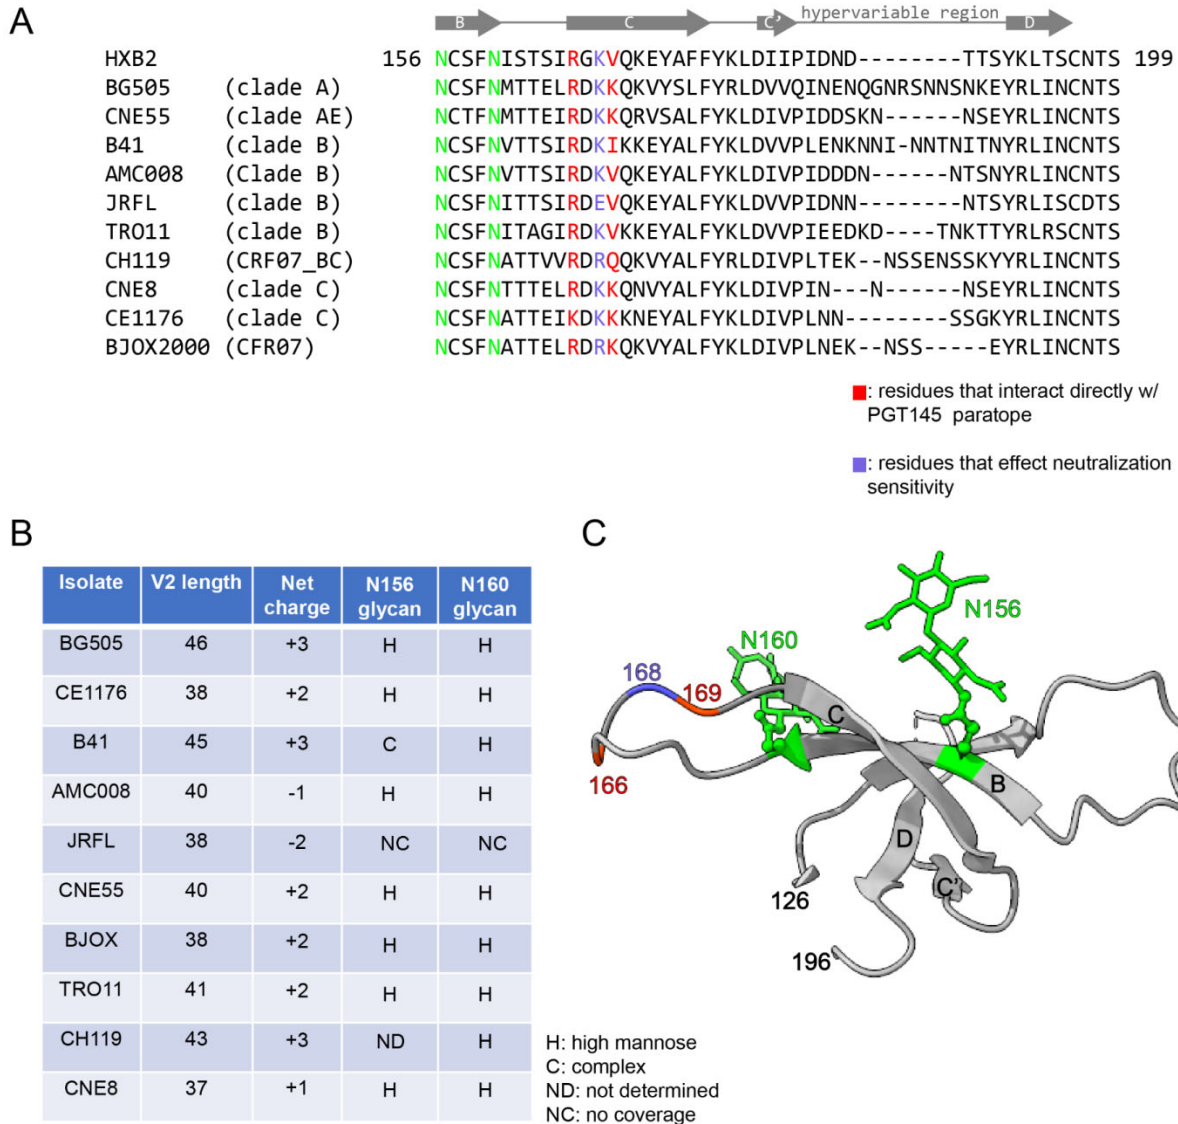 A
B C C' hypervariable region D
HXB2 156 NCSFNISTSIRGKVQKEYAFFYKLDIIPIDND--------TTSYKLTSCNTS 199
BG505 (clade A) NCSFNMTTELRDKKQKVYSLFYRLDVVQINENQGNRSNNSNKEYRLINCNTS
CNE55 (clade AE) NCTFNMTTEIRDKKQRVSALFYKLDIVPIDDSKN------NSEYRLINCNTS
B41 (clade B) NCSFNVTTSIRDKIKKEYALFYKLDVVPLENKNNI-NNTNITNYRLINCNTS
AMC008 (Clade B) NCSFNVTTSIRDKVQKEYALFYKLDVVPIDDDN-------NTSNYRLINCNTS
JRFL (clade B) NCSFNITTSIRDEVQKEYALFYKLDVVPIDNN--------NTSYRLISCDTS
TRO11 (clade B) NCSFNITAGIRDKVKKEYALFYKLDVVPIEEDKD----TNKTTYRLRSCNTS
CH119 (CRF07_BC) NCSFNATTVVRDRQQKVYALFYRLDIVPLTEK--NSSENSSKYYRLINCNTS
CNE8 (clade C) NCSFNTTTELRDKKQNVYALFYKLDIVPIN---N------NSEYRLINCNTS
CE1176 (clade C) NCSFNATTEIKDKKKNEYALFYKLDIVPLNN---------SSGKYRLINCNTS
BJOX2000 (CFR07) NCSFNATTELRDRKQKVYALFYKLDIVPLNEK--NSS-----EYRLINCNTS
: residues that interact directly w/
PGT145 paratope
: residues that effect neutralization
sensitivity
B
Isolate V2 length Net charge N156 glycan N160 glycan
BG505 46 +3 H H
CE1176 38 +2 H H
B41 45 +3 C H
AMC008 40 -1 H H
JRFL 38 -2 NC NC
CNE55 40 +2 H H
BJOX 38 +2 H H
TRO11 41 +2 H H
CH119 43 +3 ND H
CNE8 37 +1 H H
H: high mannose
C: complex
ND: not determined
NC: no coverage
C
N156
N160
168
169
C
166
B
D
C'
126
196